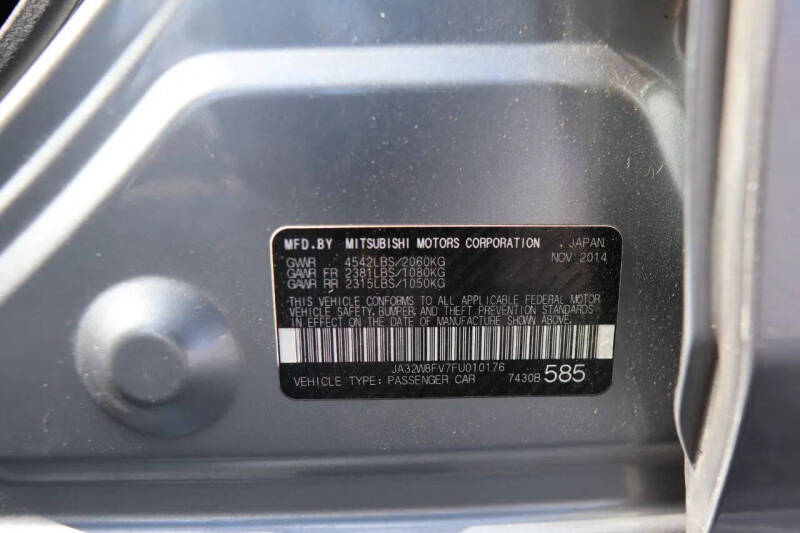 MFD.BY MITSUBISHI MOTORS CORPORATION JAPAN
GVWR 4542LBS/2060KG NOV 2014
GAWR FR 2381LBS/1080KG
GAWR RR 2315LBS/1050KG
THIS VEHICLE CONFORMS TO ALL APPLICABLE FEDERAL MOTOR
VEHICLE SAFETY, BUMPER, AND THEFT PREVENTION STANDARDS
IN EFFECT ON THE DATE OF MANUFACTURE SHOWN ABOVE.
JA32W8FV7FU010176
VEHICLE TYPE: PASSENGER CAR 7430B 585